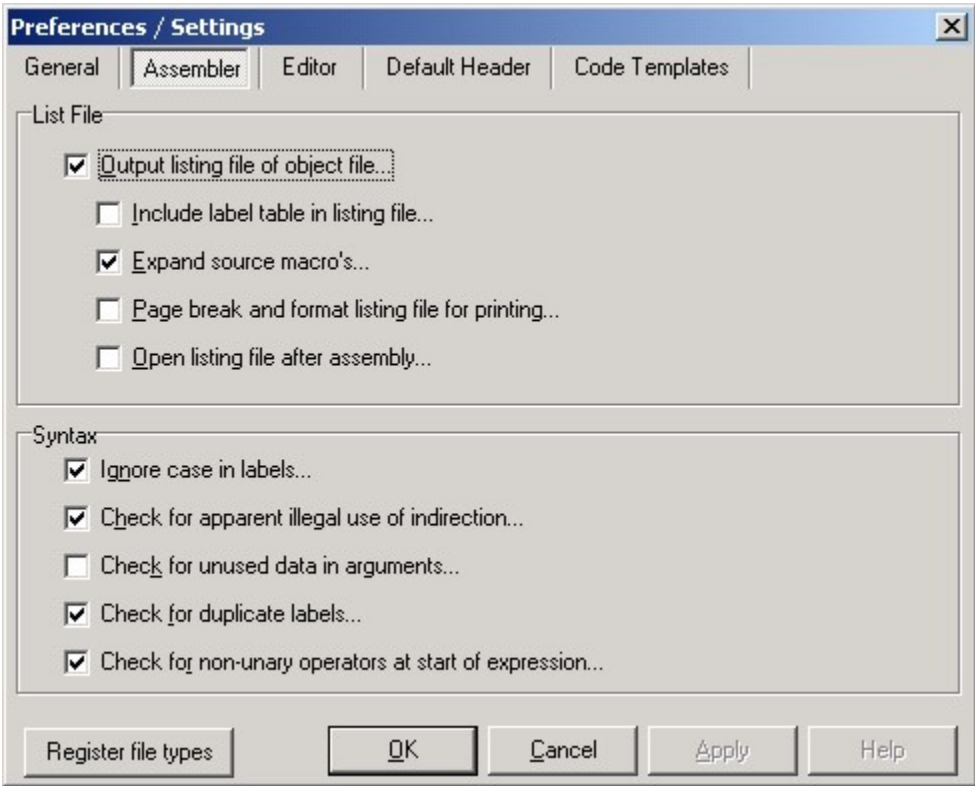 Preferences / Settings
General Assembler Editor Default Header Code Templates
List File
Output listing file of object file...
Include label table in listing file...
Expand source macro's...
Page break and format listing file for printing...
Open listing file after assembly...
Syntax
Ignore case in labels...
Check for apparent illegal use of indirection...
Check for unused data in arguments...
Check for duplicate labels...
Check for non-unary operators at start of expression...
Register file types OK Cancel Apply Help